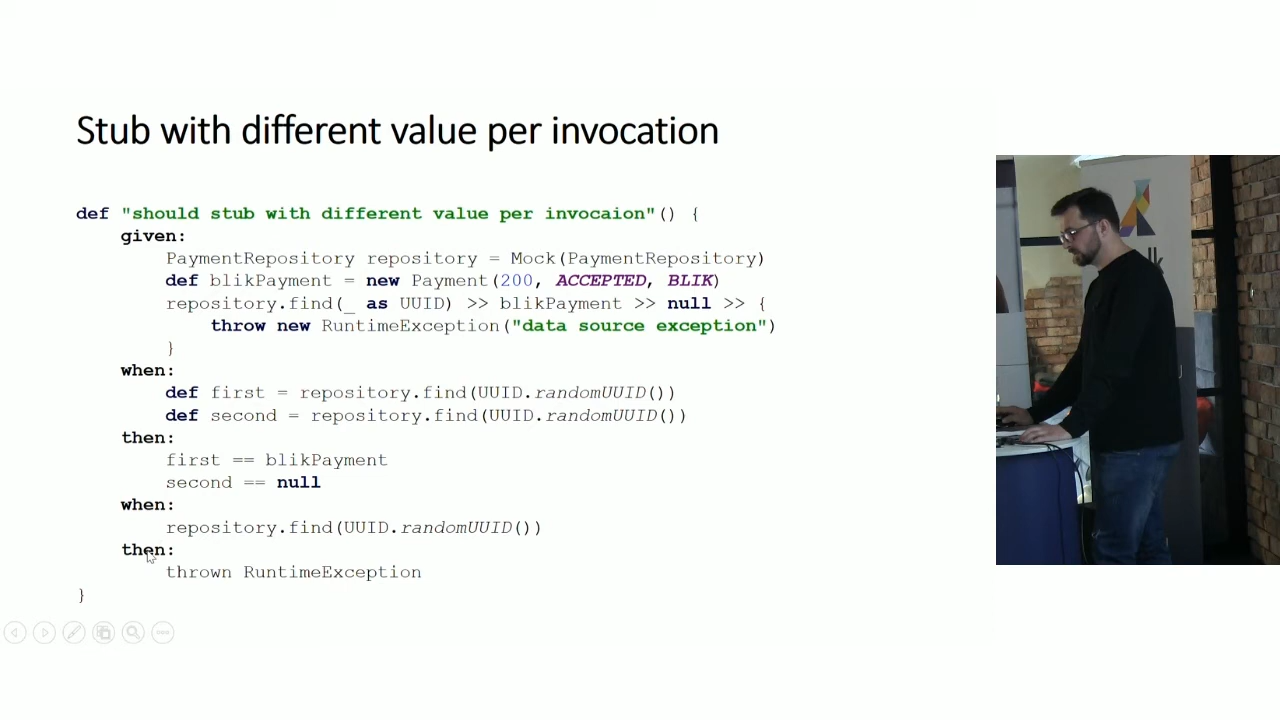 Stub with different value per invocation
def "should stub with different value per invocaion"() {
given:
PaymentRepository repository = Mock(PaymentRepository)
def blikPayment = new Payment(200, ACCEPTED, BLIK)
repository.find(_ as UUID) >> blikPayment >> null >> {
throw new RuntimeException("data source exception")
}
when:
def first = repository.find(UUID.randomUUID())
def second = repository.find(UUID.randomUUID())
then:
first == blikPayment
second == null
when:
repository.find(UUID.randomUUID())
then:
thrown RuntimeException
}